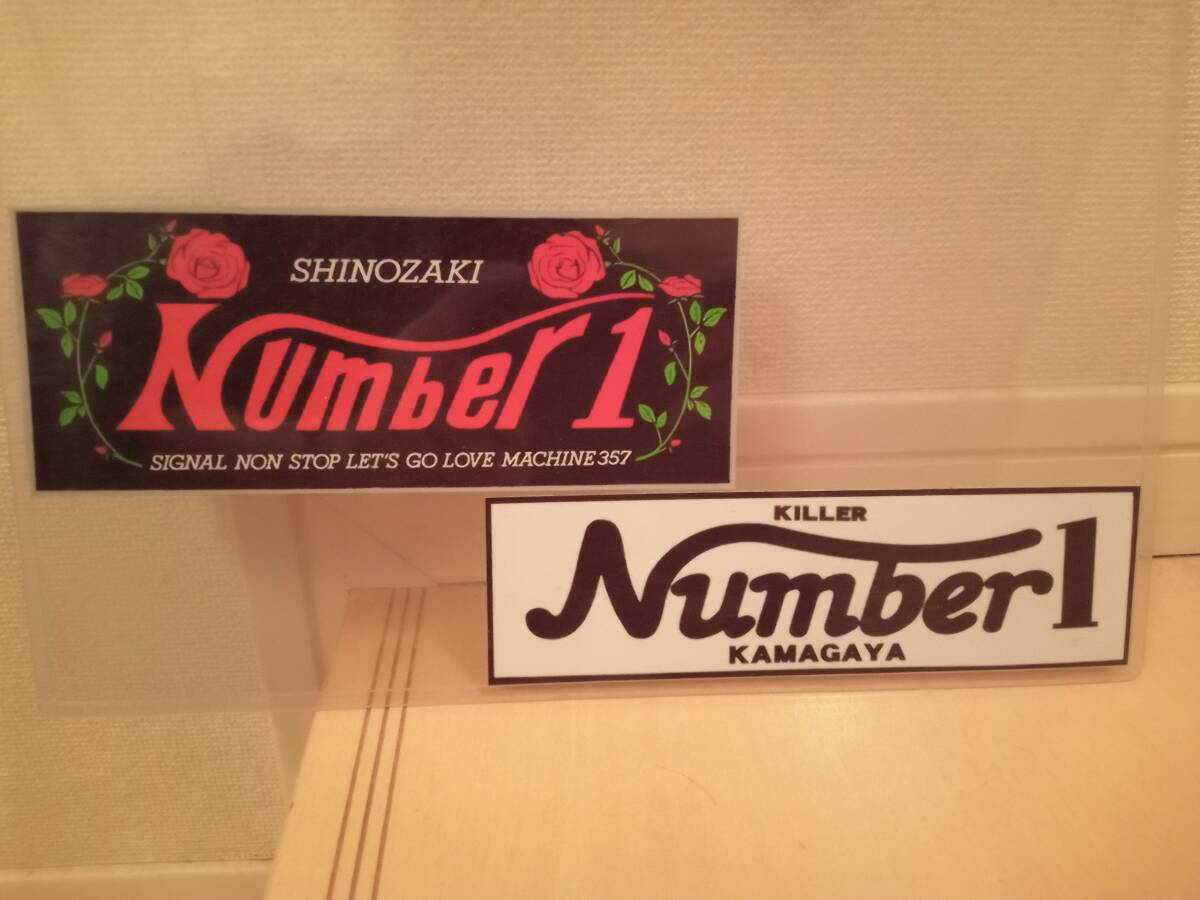 SHINOZAKI
Number 1
SIGNAL NON STOP LET'S GO LOVE MACHINE 357
KILLER
Number 1
KAMAGAYA